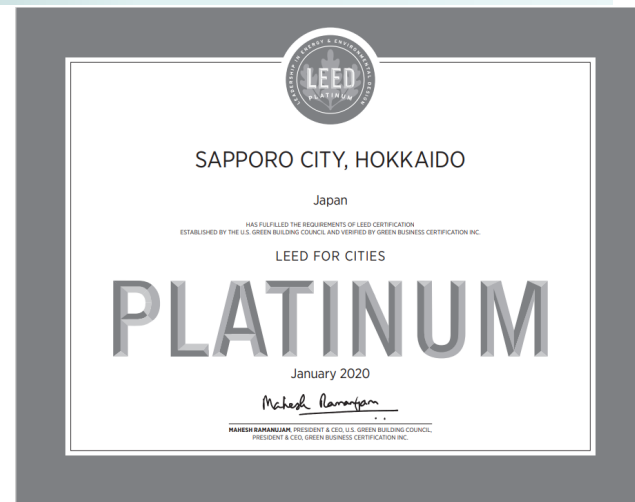 LEADERSHIP IN ENERGY & ENVIRONMENTAL DESIGN
LEED
PLATINUM
SAPPORO CITY, HOKKAIDO
Japan
HAS FULFILLED THE REQUIREMENTS OF LEED CERTIFICATION
ESTABLISHED BY THE U.S. GREEN BUILDING COUNCIL AND VERIFIED BY GREEN BUSINESS CERTIFICATION INC.
LEED FOR CITIES
PLATINUM
January 2020
Mahesh Ramanujam
MAHESH RAMANUJAM, PRESIDENT & CEO, U.S. GREEN BUILDING COUNCIL,
PRESIDENT & CEO, GREEN BUSINESS CERTIFICATION INC.